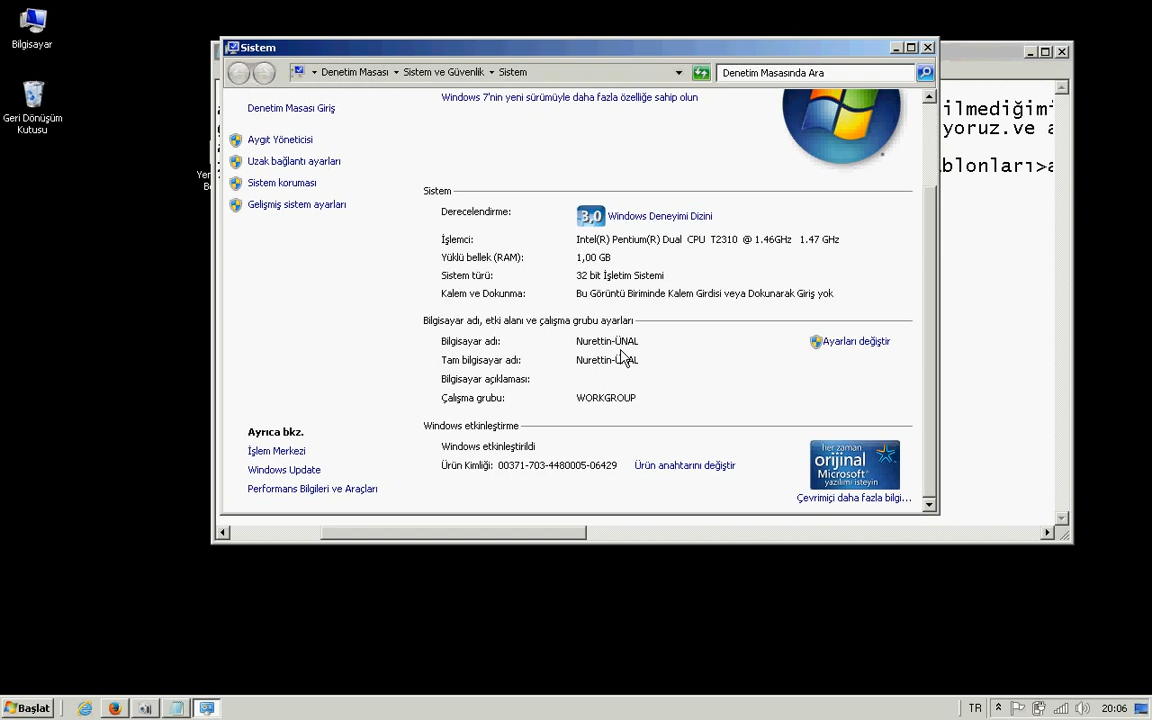 Bilgisayar
Geri Dönüşüm
Kutusu
Sistem
Denetim Masası
Sistem ve Güvenlik
Sistem
Denetim Masasında Ara
Denetim Masası Giriş
Aygıt Yöneticisi
Uzak bağlantı ayarları
Sistem koruması
Gelişmiş sistem ayarları
Windows 7'nin yeni sürümüyle daha fazla özelliğe sahip olun
Sistem
Derecelendirme: 3,0 Windows Deneyimi Dizini
İşlemci: Intel(R) Pentium(R) Dual CPU T2310 @ 1.46GHz 1.47 GHz
Yüklü bellek (RAM): 1,00 GB
Sistem türü: 32 bit İşletim Sistemi
Kalem ve Dokunma: Bu Görüntü Biriminde Kalem Girdisi veya Dokunarak Giriş yok
Bilgisayar adı, etki alanı ve çalışma grubu ayarları
Bilgisayar adı: Nurettin-ÜNAL Ayarları değiştir
Tam bilgisayar adı: Nurettin-ÜNAL
Bilgisayar açıklaması:
Çalışma grubu: WORKGROUP
Windows etkinleştirme
Windows etkinleştirildi
Ürün Kimliği: 00371-703-4480005-06429 Ürün anahtarını değiştir
her zaman
orijinal
Microsoft
yazılımı isteyin
Çevrimiçi daha fazla bilgi...
Ayrıca bkz.
İşlem Merkezi
Windows Update
Performans Bilgileri ve Araçları
ilmediğimi
yoruz.ve a
ablonları>a
Başlat
TR
20:06